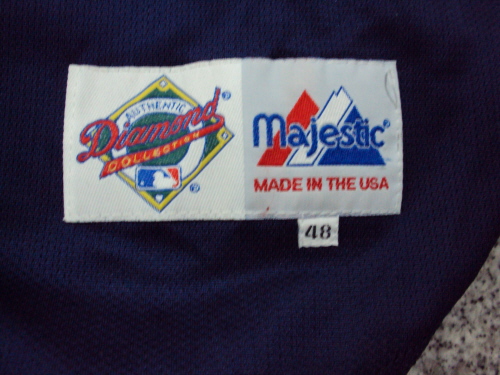 AUTHENTIC
Diamond®
COLLECTION
®
Majestic®
MADE IN THE USA
48